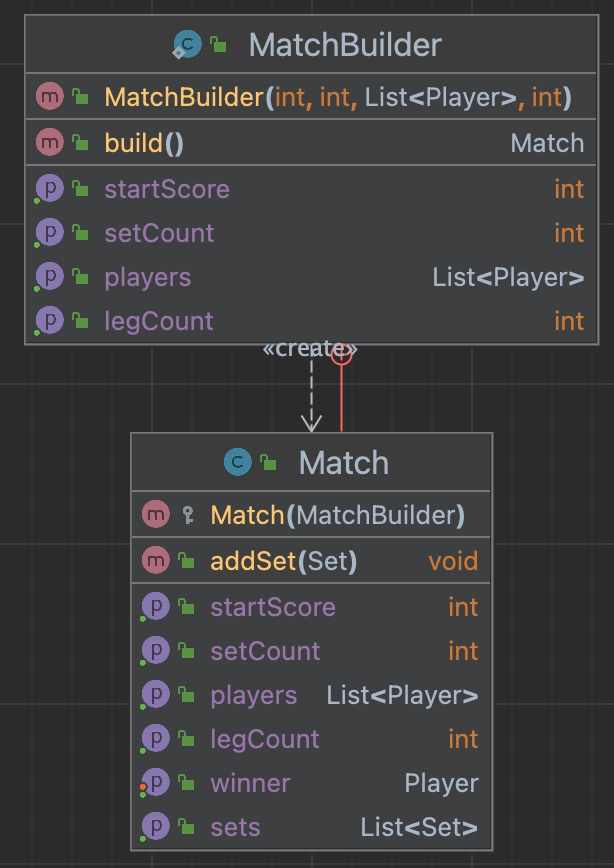 MatchBuilder
MatchBuilder(int, int, List<Player>, int)
build() Match
startScore int
setCount int
players List<Player>
legCount int
«create»
Match
Match(MatchBuilder)
addSet(Set) void
startScore int
setCount int
players List<Player>
legCount int
winner Player
sets List<Set>